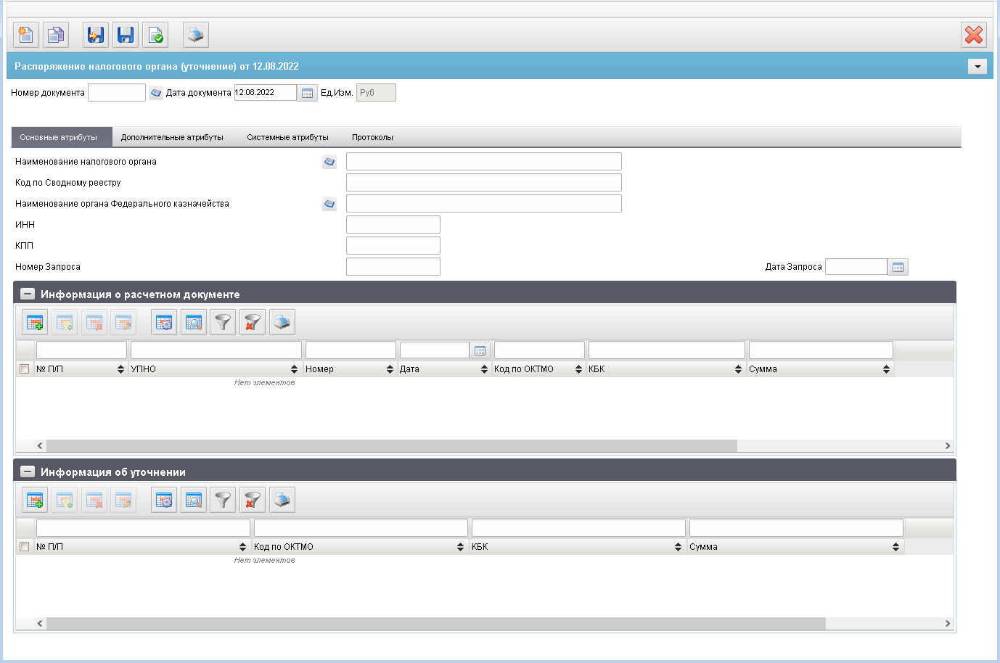 Распоряжение налогового органа (уточнение) от 12.08.2022
Номер документа Дата документа 12.08.2022 Ед.Изм. Руб
Основные атрибуты Дополнительные атрибуты Системные атрибуты Протоколы
Наименование налогового органа
Код по Сводному реестру
Наименование органа Федерального казначейства
ИНН
КПП
Номер Запроса Дата Запроса
Информация о расчетном документе
№ П/П УПНО Номер Дата Код по ОКТМО КБК Сумма
Нет элементов
Информация об уточнении
№ П/П Код по ОКТМО КБК Сумма
Нет элементов